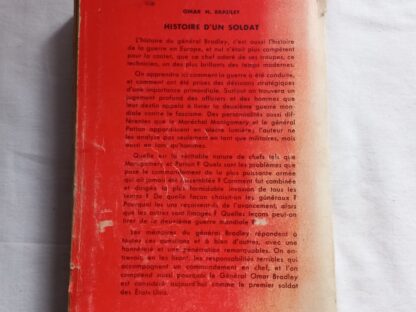 OMAR N. BRADLEY
HISTOIRE D'UN SOLDAT
L'histoire du général Bradley, c'est aussi l'histoire
de la guerre en Europe, et nul n'était plus compétent
pour la conter, que ce chef adoré de ses troupes, ce
technicien, un des plus brillants des temps modernes.
On apprendra ici comment la guerre a été conduite,
et comment ont été prises des décisions stratégiques
d'une importance primordiale. Surtout on trouvera un
jugement profond des officiers et des hommes que
leur destin appela à livrer la deuxième guerre mon-
diale contre le fascisme. Des personnalités aussi dif-
férentes que le Maréchal Montgomery et le général
Patton apparaissent en pleine lumière; l'auteur ne
les analyse pas seulement en tant que militaires, mais
aussi en tant qu'hommes.
Quelle est la véritable nature de chefs tels que
Montgomery et Patton ? Quels sont les problèmes que
pose le commandement de la plus puissante armée
qui ait jamais été rassemblée ? Comment fut combinée
et dirigée la plus formidable invasion de tous les
temps ? De quelle façon choisit-on les généraux ?
Pourquoi les uns reçoivent-ils de l'avancement, alors
que les autres sont limogés ? Quelles leçons peut-on
tirer de la deuxième guerre mondiale ?
Les mémoires du général Bradley répondent à
toutes ces questions et à bien d'autres, avec une
honnêteté et une pénétration remarquables. On en-
trevoit, en les lisant, les responsabilités terribles qui
accompagnent un commandement en chef, et l'on
comprend aussi pourquoi le Général Omar Bradley
est considéré aujourd'hui comme le premier soldat
des États Unis.